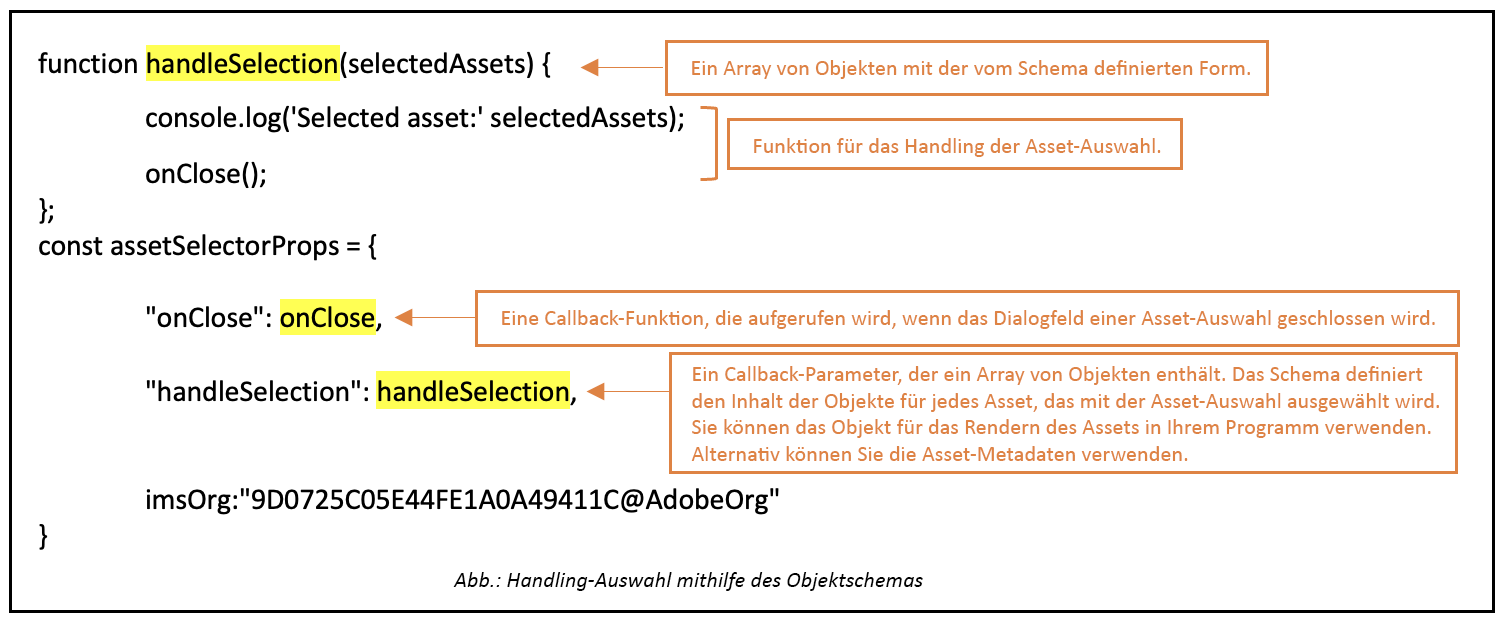 function handleSelection(selectedAssets) {
Ein Array von Objekten mit der vom Schema definierten Form.
console.log('Selected asset:' selectedAssets);
Funktion für das Handling der Asset-Auswahl.
onClose();
};
const assetSelectorProps = {
"onClose": onClose,
Eine Callback-Funktion, die aufgerufen wird, wenn das Dialogfeld einer Asset-Auswahl geschlossen wird.
"handleSelection": handleSelection,
Ein Callback-Parameter, der ein Array von Objekten enthält. Das Schema definiert
den Inhalt der Objekte für jedes Asset, das mit der Asset-Auswahl ausgewählt wird.
Sie können das Objekt für das Rendern des Assets in Ihrem Programm verwenden.
Alternativ können Sie die Asset-Metadaten verwenden.
imsOrg:"9D0725C05E44FE1A0A49411C@AdobeOrg"
}
Abb.: Handling-Auswahl mithilfe des Objektschemas